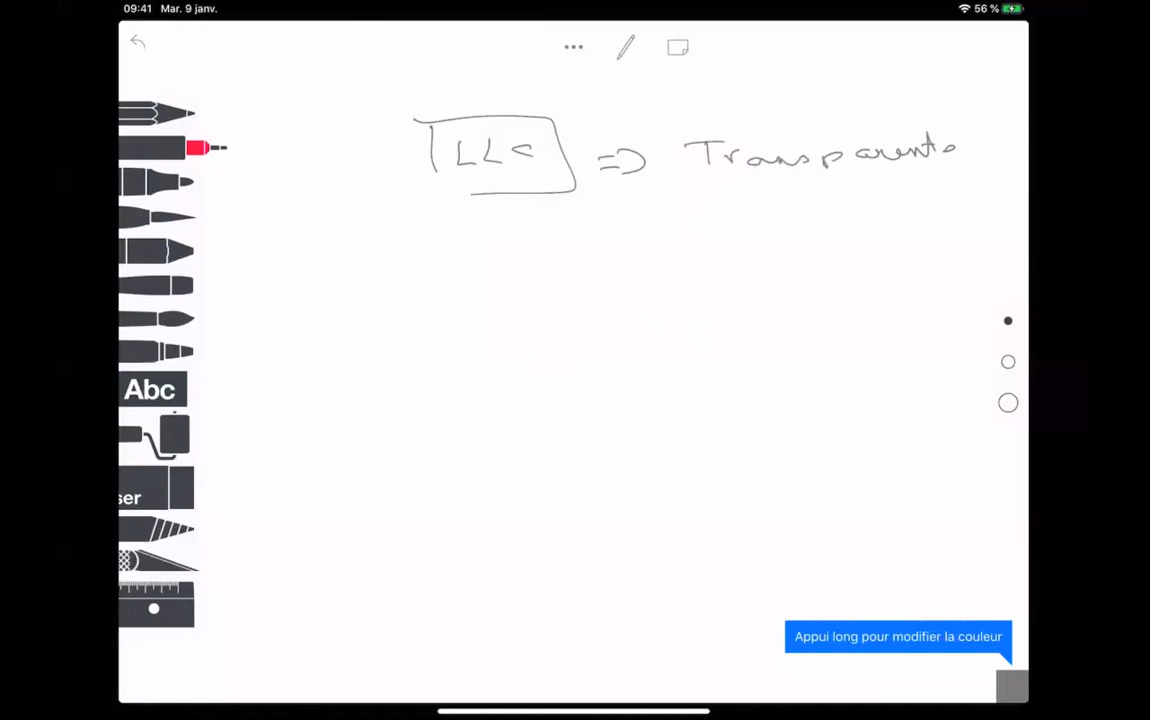 09:41 Mar. 9 janv. 56 %
LLC => Transparente
Abc
ser
Appui long pour modifier la couleur